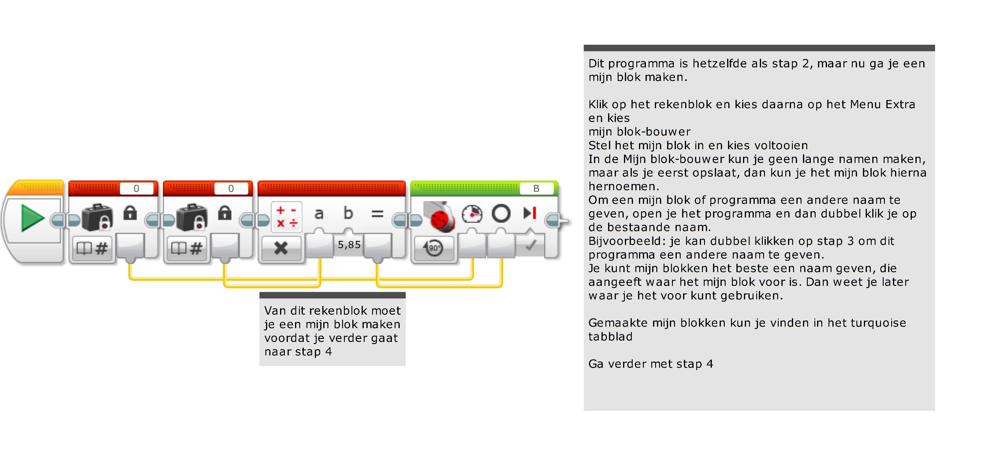 0
0
B
a b =
5,85
90°
#
#
Van dit rekenblok moet
je een mijn blok maken
voordat je verder gaat
naar stap 4
Dit programma is hetzelfde als stap 2, maar nu ga je een
mijn blok maken.
Klik op het rekenblok en kies daarna op het Menu Extra
en kies
mijn blok-bouwer
Stel het mijn blok in en kies voltooien
In de Mijn blok-bouwer kun je geen lange namen maken,
maar als je eerst opslaat, dan kun je het mijn blok hierna
hernoemen.
Om een mijn blok of programma een andere naam te
geven, open je het programma en dan dubbel klik je op
de bestaande naam.
Bijvoorbeeld: je kan dubbel klikken op stap 3 om dit
programma een andere naam te geven.
Je kunt mijn blokken het beste een naam geven, die
aangeeft waar het mijn blok voor is. Dan weet je later
waar je het voor kunt gebruiken.
Gemaakte mijn blokken kun je vinden in het turquoise
tabblad
Ga verder met stap 4